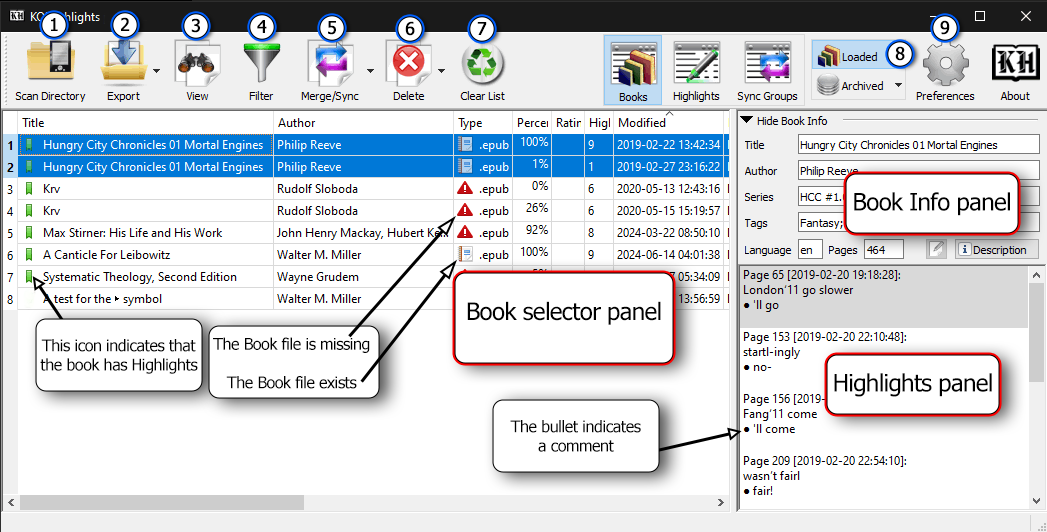 KH KOHighlights
1 2 3 4 5 6 7 8 9
Scan Directory Export View Filter Merge/Sync Delete Clear List Books Highlights Sync Groups Loaded Archived Preferences About
KH
Title Author Type Percer Ratir Higl Modified
1 Hungry City Chronicles 01 Mortal Engines Philip Reeve .epub 100% 9 2019-02-22 13:42:34
2 Hungry City Chronicles 01 Mortal Engines Philip Reeve .epub 1% 1 2019-02-27 23:16:22
3 Krv Rudolf Sloboda .epub 0% 6 2020-05-13 12:43:16
4 Krv Rudolf Sloboda .epub 26% 6 2020-05-15 15:19:57
5 Max Stirner: His Life and His Work John Henry Mackay, Hubert .epub 92% 8 2024-03-22 08:50:10
6 A Canticle For Leibowitz Walter M. Miller .epub 100% 9 2024-06-14 04:01:38
7 Systematic Theology, Second Edition Wayne Grudem 05:34:09
8 A test for the ▸ symbol Walter M. Miller 13:56:59
This icon indicates that
the book has Highlights
The Book file is missing
The Book file exists
Book selector panel
The bullet indicates
a comment
Hide Book Info
Title Hungry City Chronicles 01 Mortal Engines
Author Philip Reeve
Series HCC #1.
Tags Fantasy;
Book Info panel
Language en Pages 464 Description
Page 65 [2019-02-20 19:18:28]:
London'11 go slower
● 'll go
Page 153 [2019-02-20 22:10:48]:
startl-ingly
● no-
Highlights panel
Page 156 [2019-02-
Fang'11 come
● 'll come
Page 209 [2019-02-20 22:54:10]:
wasn't fairl
● fair!